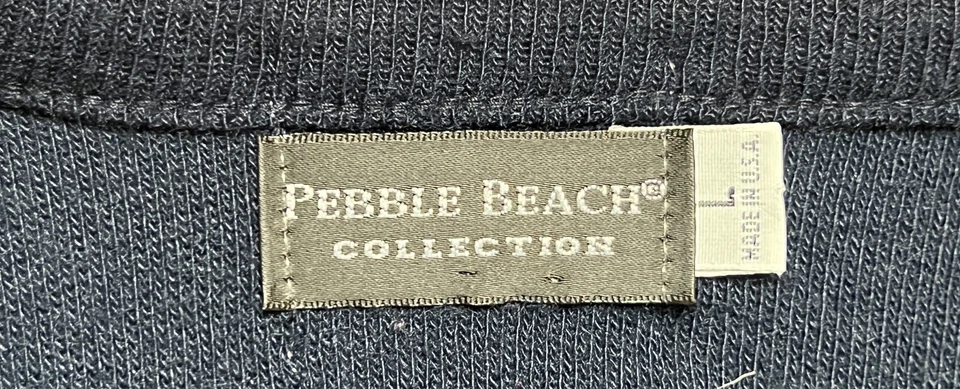 PEBBLE BEACH®
COLLECTION
L
MADE IN U.S.A.